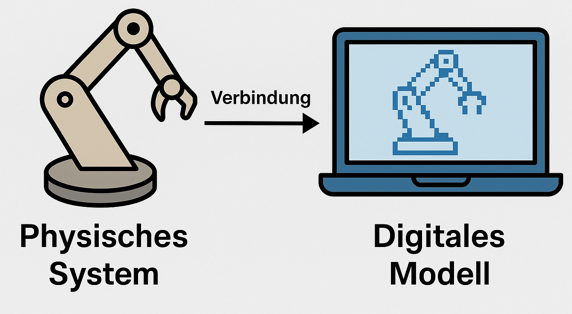 Verbindung
Physisches
System
Digitales
Modell